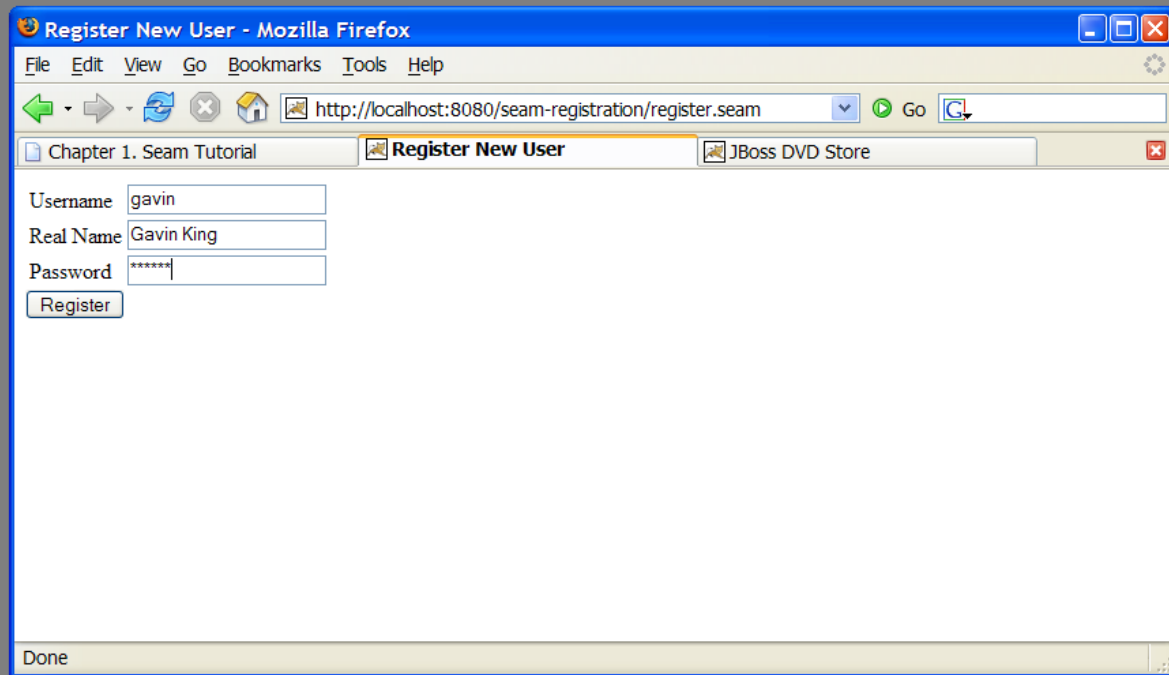 Register New User - Mozilla Firefox
File Edit View Go Bookmarks Tools Help
http://localhost:8080/seam-registration/register.seam Go G
Chapter 1. Seam Tutorial Register New User JBoss DVD Store
Username gavin
Real Name Gavin King
Password ******
Register
Done